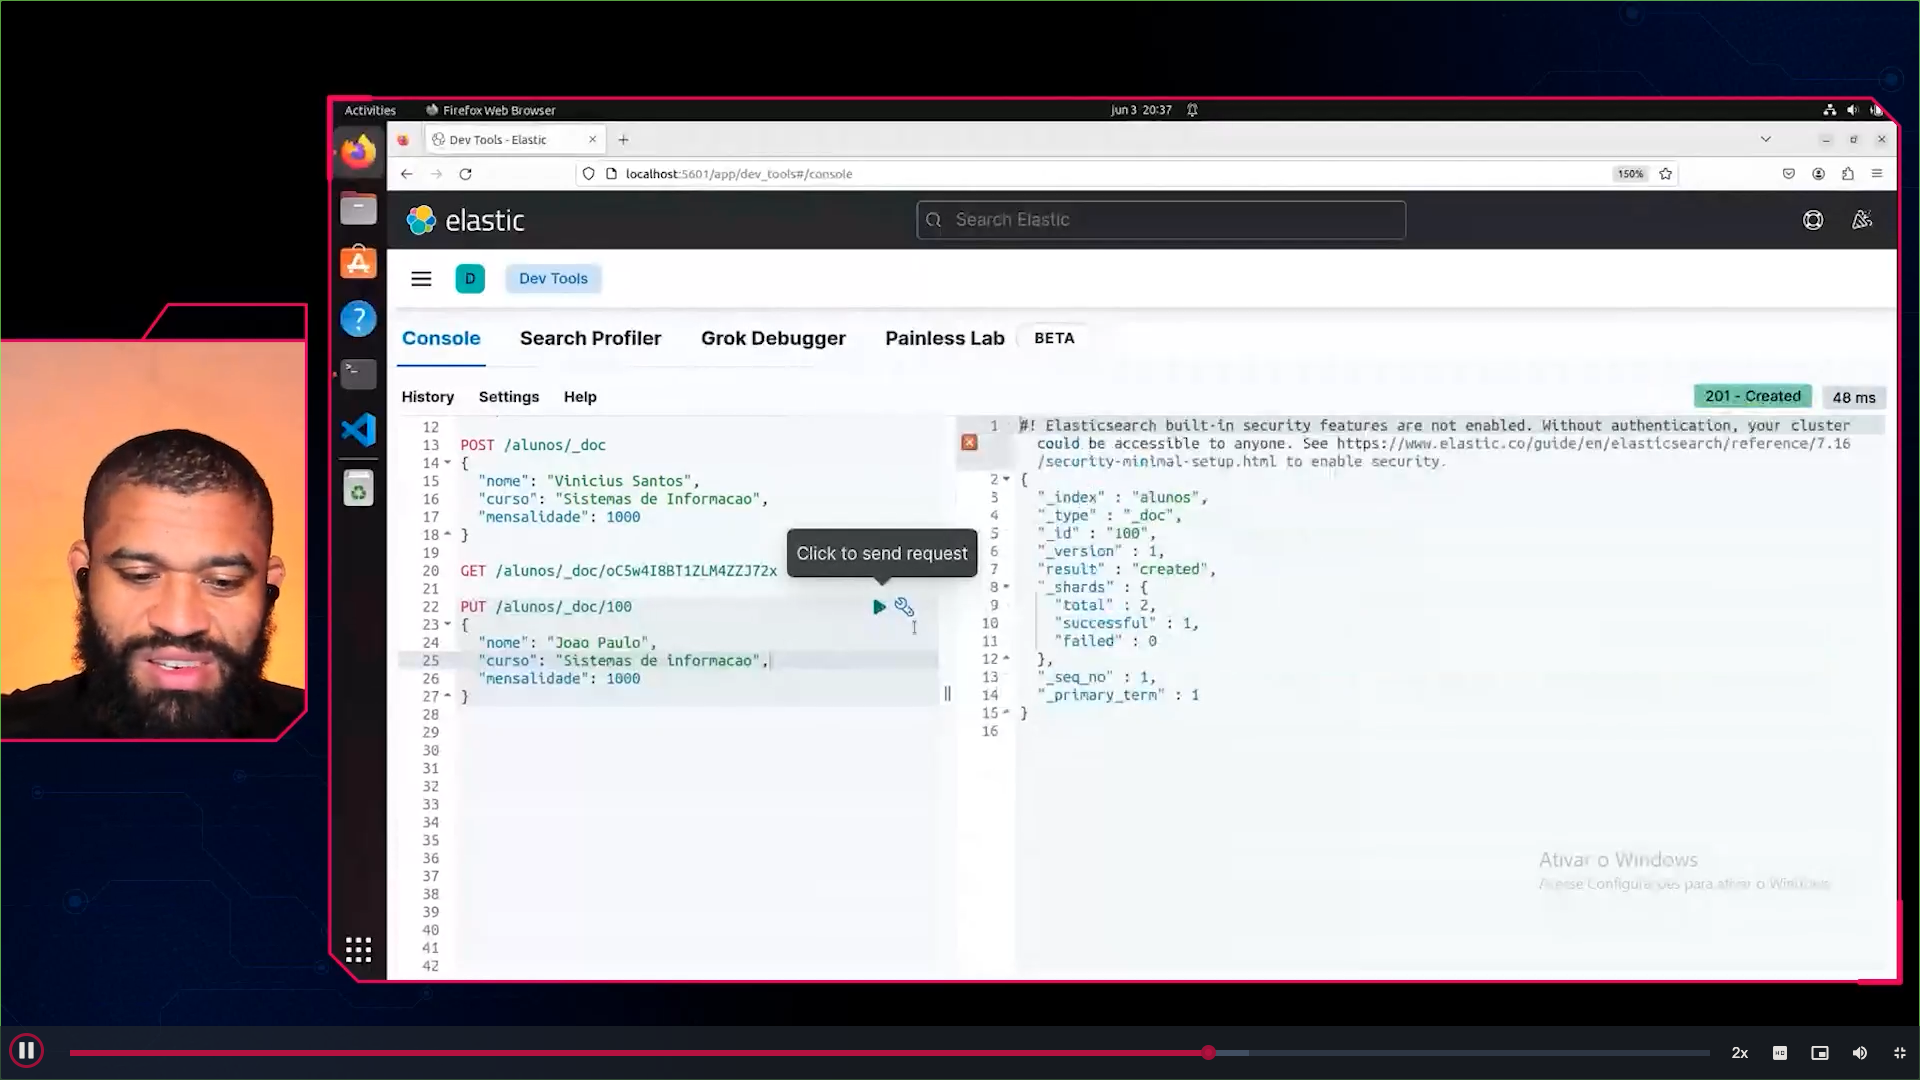 Activities
Firefox Web Browser
jun 3 20:37
Dev Tools - Elastic
localhost:5601/app/dev_tools#/console
150%
elastic
Search Elastic
D
Dev Tools
Console
Search Profiler
Grok Debugger
Painless Lab
BETA
History
Settings
Help
201 - Created
48 ms
12
13 POST /alunos/_doc
14 {
15 "nome": "Vinicius Santos",
16 "curso": "Sistemas de Informacao",
17 "mensalidade": 1000
18 }
19
20 GET /alunos/_doc/oC5w4I8BT1ZLM4ZZJ72x
21
22 PUT /alunos/_doc/100
23 {
24 "nome": "Joao Paulo",
25 "curso": "Sistemas de informacao",
26 "mensalidade": 1000
27 }
28
29
30
31
32
33
34
35
36
37
38
39
40
41
42
Click to send request
1 #! Elasticsearch built-in security features are not enabled. Without authentication, your cluster
could be accessible to anyone. See https://www.elastic.co/guide/en/elasticsearch/reference/7.16
/security-minimal-setup.html to enable security.
2 {
3 "_index" : "alunos",
4 "_type" : "_doc",
5 "_id" : "100",
6 "_version" : 1,
7 "result" : "created",
8 "_shards" : {
9 "total" : 2,
10 "successful" : 1,
11 "failed" : 0
12 },
13 "_seq_no" : 1,
14 "_primary_term" : 1
15 }
16
Ativar o Windows
Acesse Configurações para ativar o Windows.
2x
HD